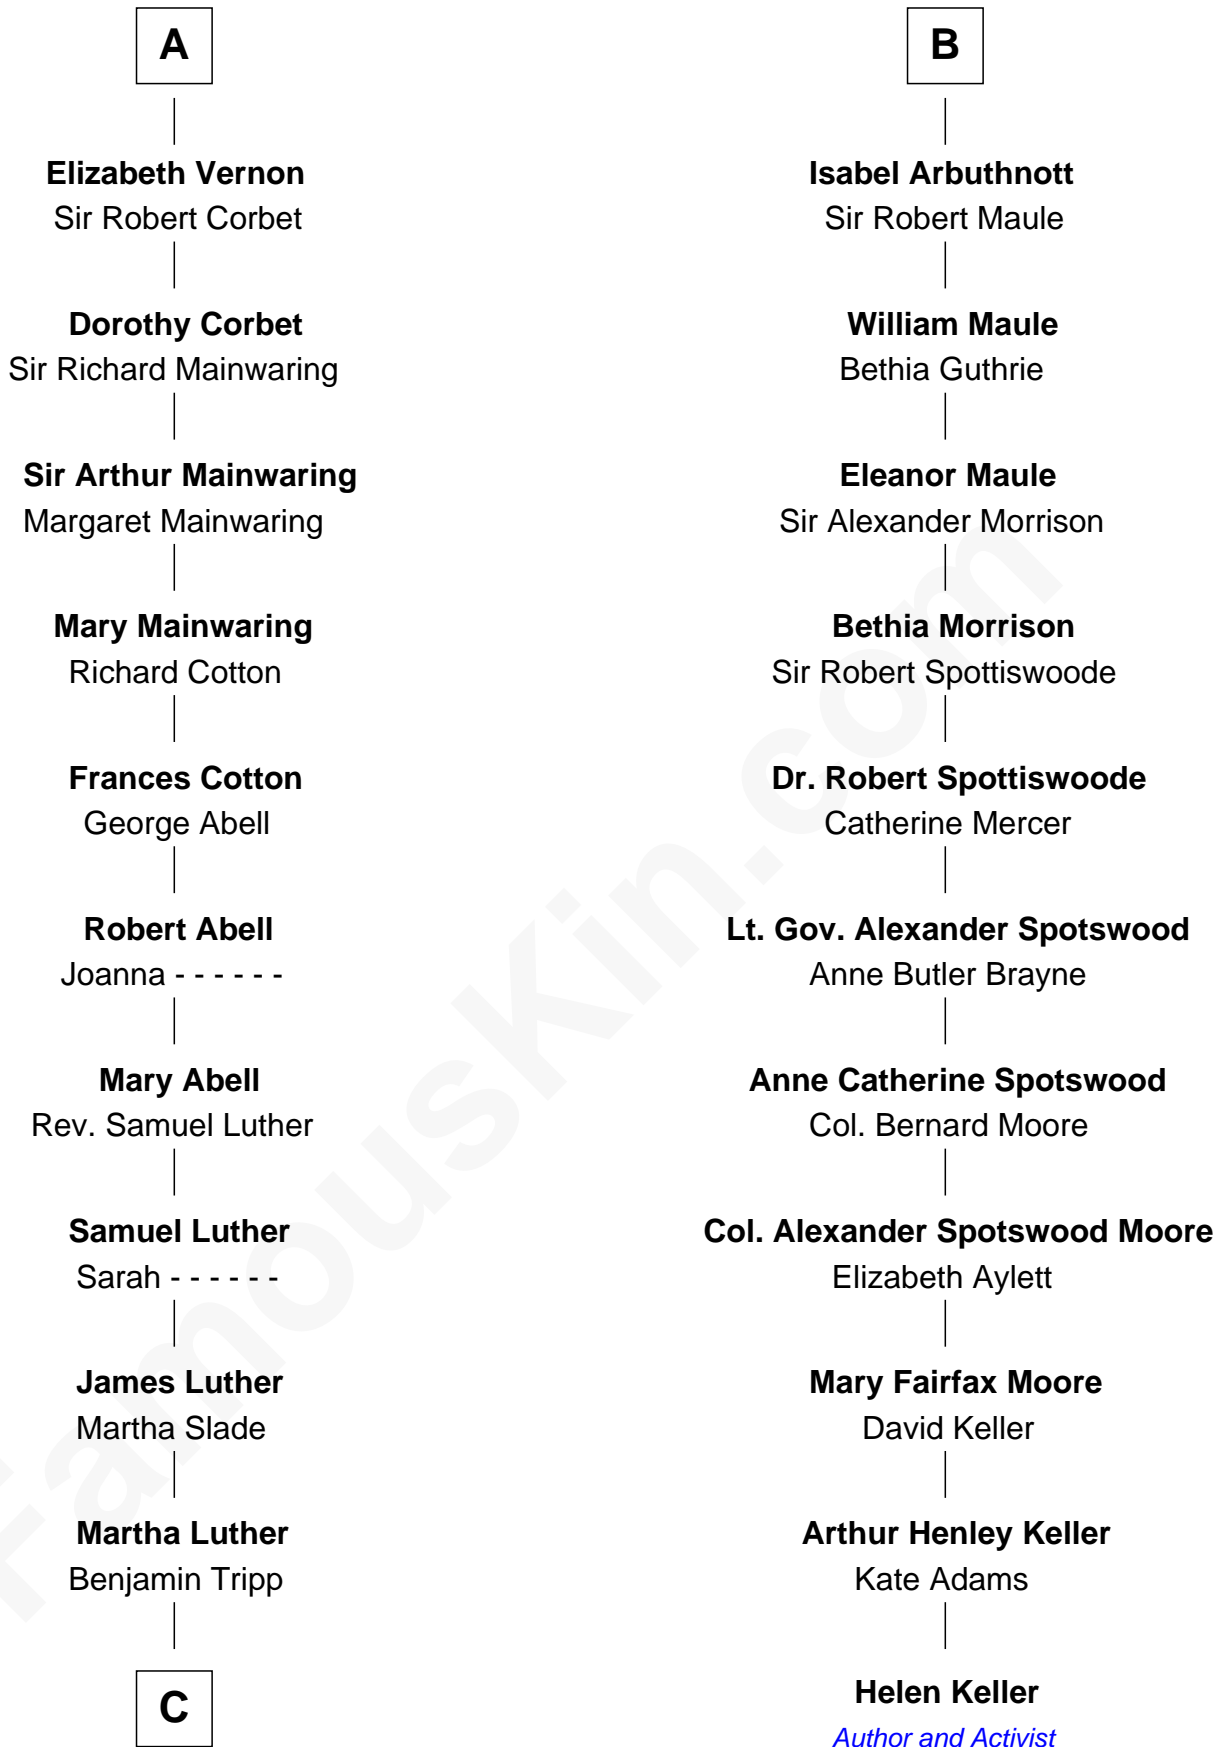 A
Elizabeth Vernon
Sir Robert Corbet
Dorothy Corbet
Sir Richard Mainwaring
Sir Arthur Mainwaring
Margaret Mainwaring
Mary Mainwaring
Richard Cotton
Frances Cotton
George Abell
Robert Abell
Joanna - - - - - -
Mary Abell
Rev. Samuel Luther
Samuel Luther
Sarah - - - - - -
James Luther
Martha Slade
Martha Luther
Benjamin Tripp
C
B
Isabel Arbuthnott
Sir Robert Maule
William Maule
Bethia Guthrie
Eleanor Maule
Sir Alexander Morrison
Bethia Morrison
Sir Robert Spottiswoode
Dr. Robert Spottiswoode
Catherine Mercer
Lt. Gov. Alexander Spotswood
Anne Butler Brayne
Anne Catherine Spotswood
Col. Bernard Moore
Col. Alexander Spotswood Moore
Elizabeth Aylett
Mary Fairfax Moore
David Keller
Arthur Henley Keller
Kate Adams
Helen Keller
Author and Activist
FamousKin.com